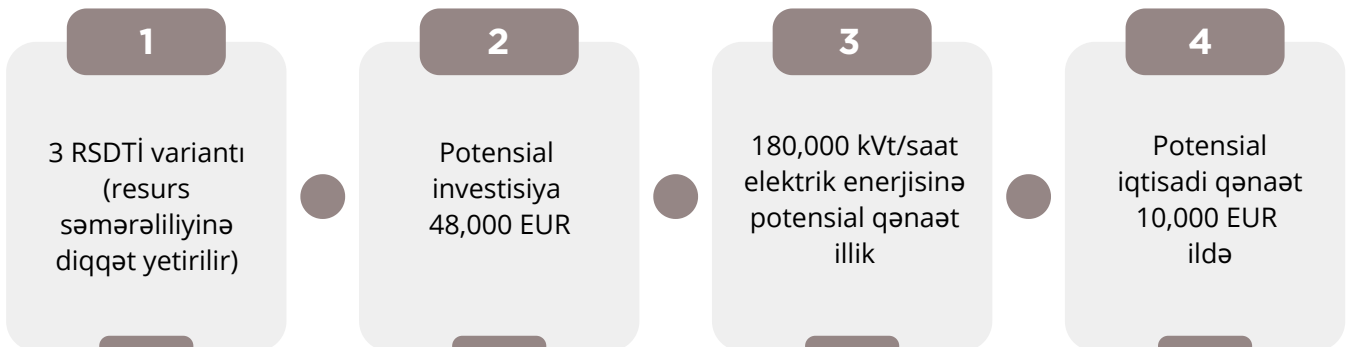 1
3 RSDTİ variantı
(resurs
səmərəliliyinə
diqqət yetirilir)
2
Potensial
investisiya
48,000 EUR
3
180,000 kVt/saat
elektrik enerjisinə
potensial qənaət
illik
4
Potensial
iqtisadi qənaət
10,000 EUR
ildə